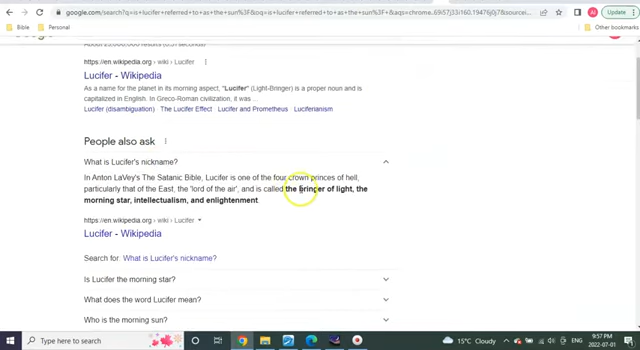 google.com/search?q=is+lucifer+referred+to+as+the+sun%3F+&oq=is+lucifer+referred+to+as+the+sun%3F+&aqs=chrome..69i57j33i160.19476j0j7&sourcei...
Update
Bible
Personal
Other bookmarks
https://en.wikipedia.org › wiki › Lucifer
Lucifer - Wikipedia
As a name for the planet in its morning aspect, "Lucifer" (Light-Bringer) is a proper noun and is
capitalized in English. In Greco-Roman civilization, it was ...
Lucifer (disambiguation) · The Lucifer Effect · Lucifer and Prometheus · Luciferianism
People also ask
What is Lucifer's nickname?
In Anton LaVey's The Satanic Bible, Lucifer is one of the four crown princes of hell,
particularly that of the East, the 'lord of the air', and is called the bringer of light, the
morning star, intellectualism, and enlightenment.
https://en.wikipedia.org › wiki › Lucifer
Lucifer - Wikipedia
Search for: What is Lucifer's nickname?
Is Lucifer the morning star?
What does the word Lucifer mean?
Who is the morning sun?
Type here to search
15°C Cloudy
ENG
9:57 PM
2022-07-01